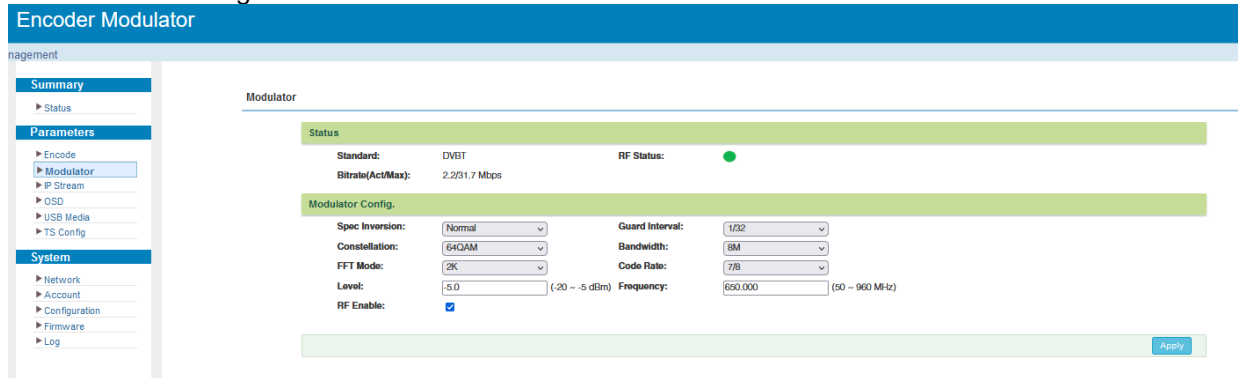 Encoder Modulator
nagement
Summary
Status
Parameters
Encode
Modulator
IP Stream
OSD
USB Media
TS Config
System
Network
Account
Configuration
Firmware
Log
Modulator
Status
Standard: DVBT RF Status:
Bitrate(Act/Max): 2.2/31.7 Mbps
Modulator Config.
Spec Inversion: Normal Guard Interval: 1/32
Constellation: 64QAM Bandwidth: 8M
FFT Mode: 2K Code Rate: 7/8
Level: -5.0 (-20 ~ -5 dBm) Frequency: 650.000 (50 ~ 960 MHz)
RF Enable:
Apply